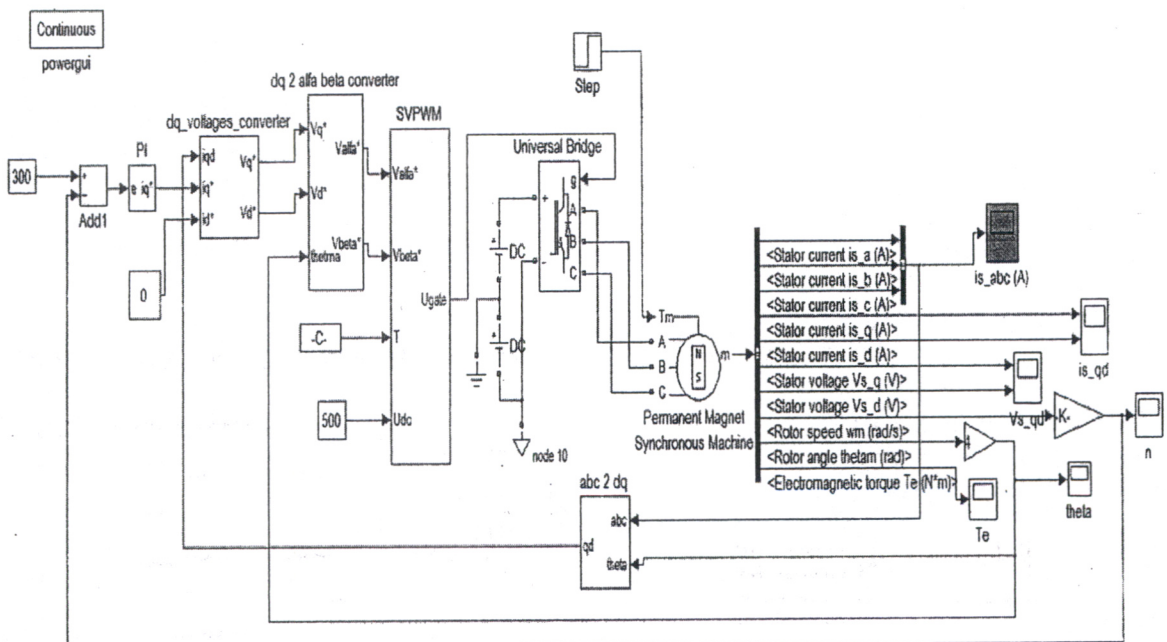 Continuous
powergui
Step
dq 2 alfa beta converter
SVPWM
dq_voltages_converter
Universal Bridge
PI
Vq*
Valfa*
Valfa*
g
iqd
Vq*
300
+
-
e iq*
iq*
Vd*
Vd*
id*
Add1
+
-
A
B
C
DC
Vbeta*
thetrna
Vbeta*
0
Ugate
<Stator current is_a (A)>
<Stator current is_b (A)>
<Stator current is_c (A)>
<Stator current is_q (A)>
<Stator current is_d (A)>
<Stator voltage Vs_q (V)>
<Stator voltage Vs_d (V)>
<Rotor speed wm (rad/s)>
<Rotor angle thetam (rad)>
<Electromagnetic torque Te (N*m)>
is_abc (A)
is_qd
Vs_qd
-K-
n
4
theta
Te
Tm
A
B
C
N
S
m
Permanent Magnet
Synchronous Machine
-C-
T
DC
500
Udc
node 10
abc 2 dq
abc
qd
theta